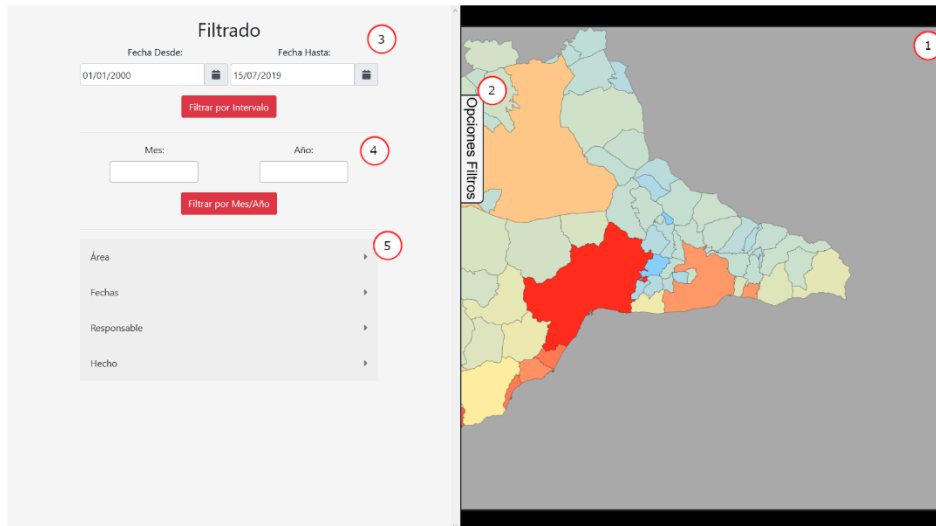 Filtrado
3
Fecha Desde: Fecha Hasta:
01/01/2000 15/07/2019
Filtrar por Intervalo
4
Mes: Año:
Filtrar por Mes/Año
5
Área
Fechas
Responsable
Hecho
1
2
Opciones Filtros